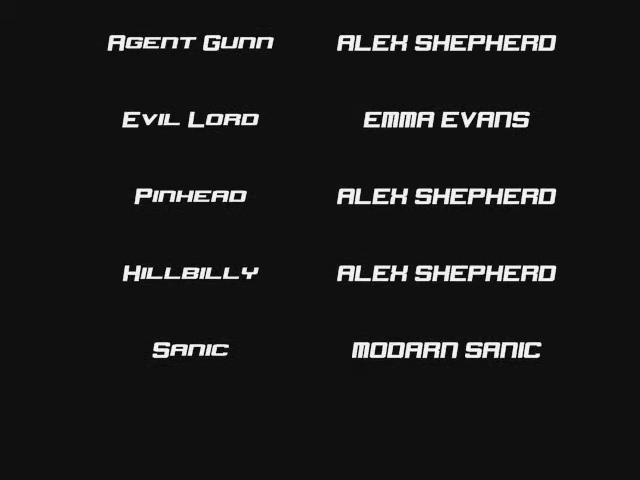 Agent Gunn ALEX SHEPHERD
Evil Lord EMMA EVANS
Pinhead ALEX SHEPHERD
Hillbilly ALEX SHEPHERD
Sanic MODARN SANIC